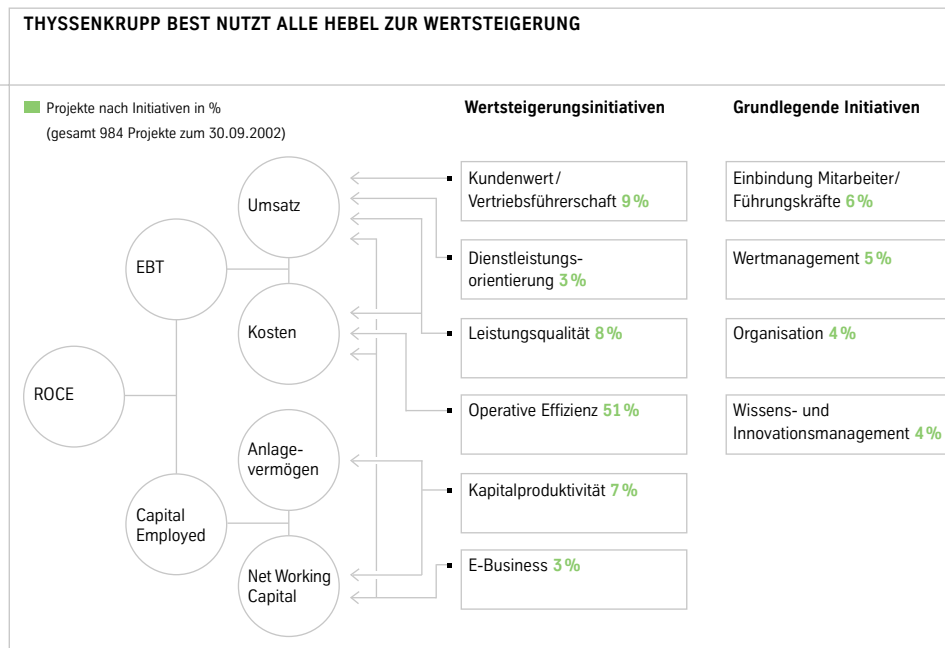 THYSSENKRUPP BEST NUTZT ALLE HEBEL ZUR WERTSTEIGERUNG
Projekte nach Initiativen in %
(gesamt 984 Projekte zum 30.09.2002)
ROCE
EBT
Capital
Employed
Umsatz
Kosten
Anlage-
vermögen
Net Working
Capital
Wertsteigerungsinitiativen
Kundenwert/
Vertriebsführerschaft 9%
Dienstleistungs-
orientierung 3%
Leistungsqualität 8%
Operative Effizienz 51%
Kapitalproduktivität 7%
E-Business 3%
Grundlegende Initiativen
Einbindung Mitarbeiter/
Führungskräfte 6%
Wertmanagement 5%
Organisation 4%
Wissens- und
Innovationsmanagement 4%